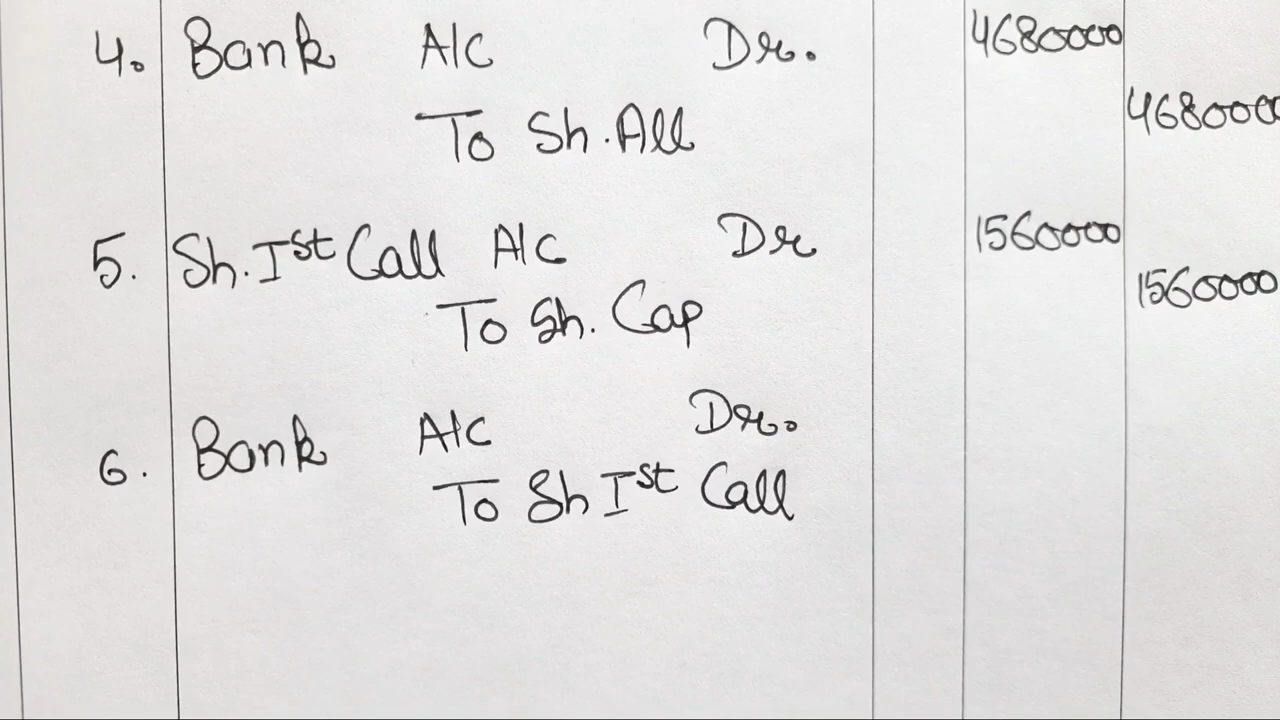 4. Bank A/C Dr. 4680000
To Sh. All 4680000
5. Sh. Ist Call A/C Dr 1560000
To Sh. Cap 1560000
6. Bank A/C Dr.
To Sh Ist Call